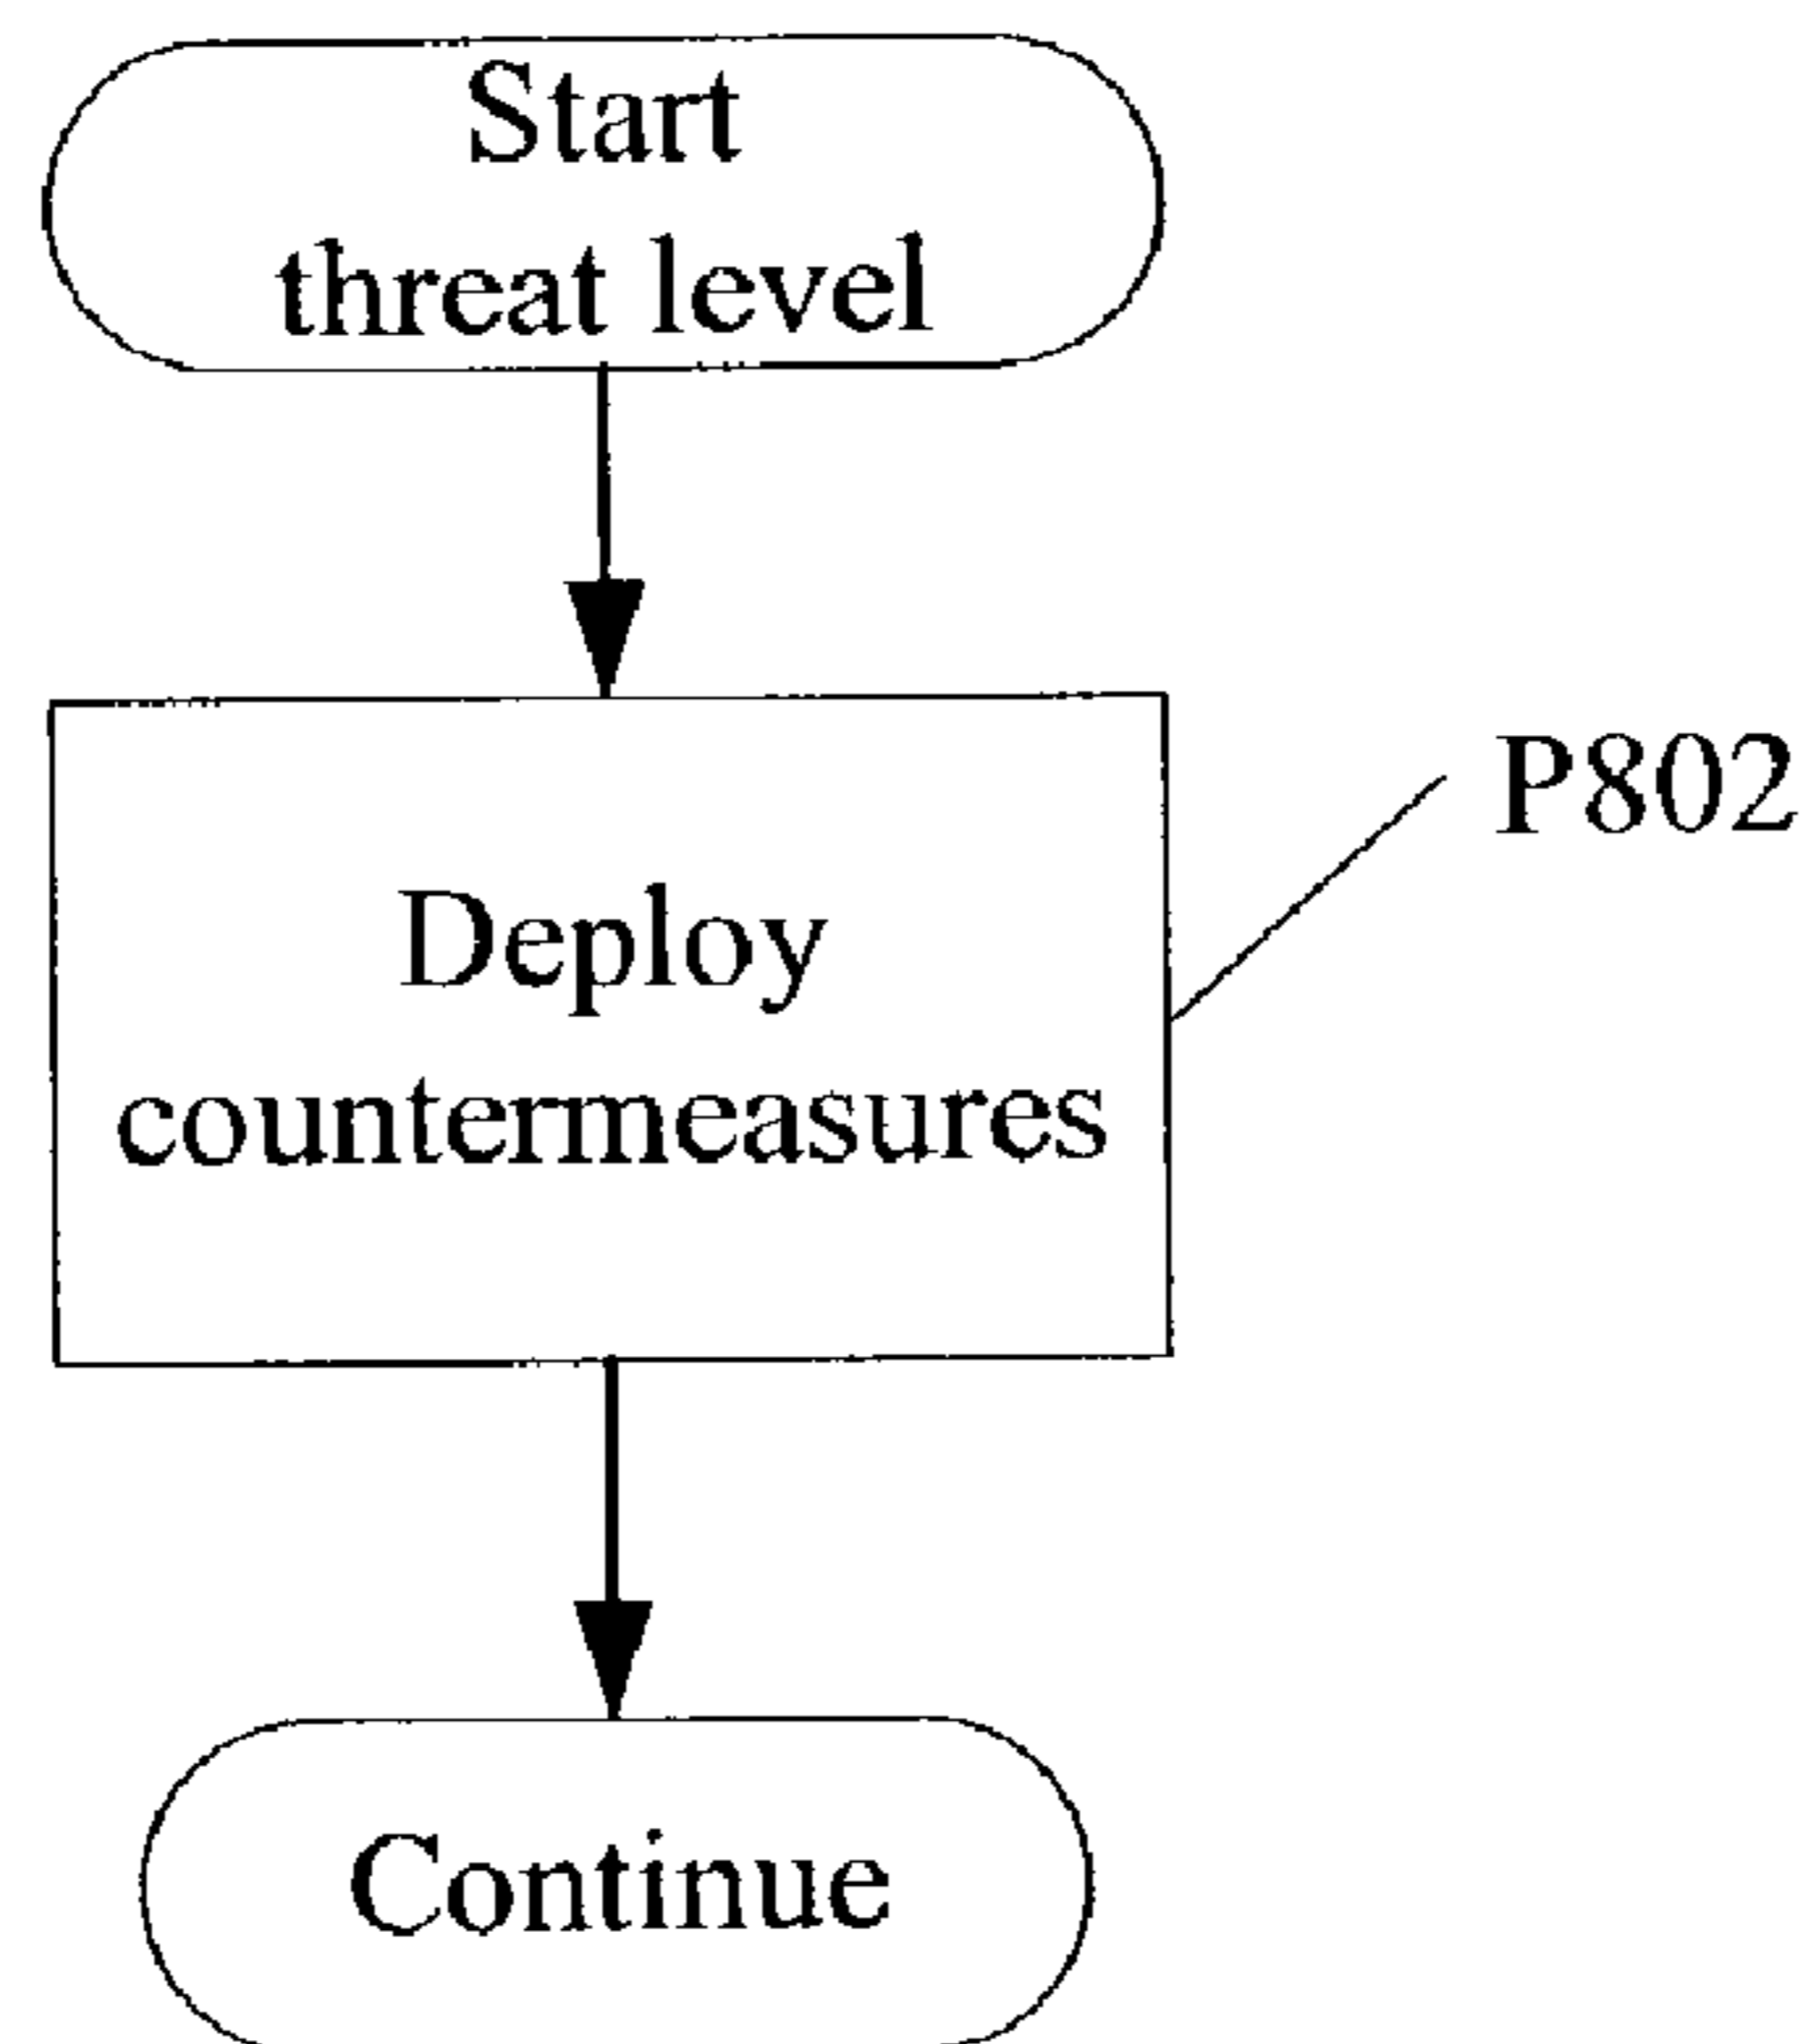 Start
threat level
P802
Deploy
countermeasures
Continue